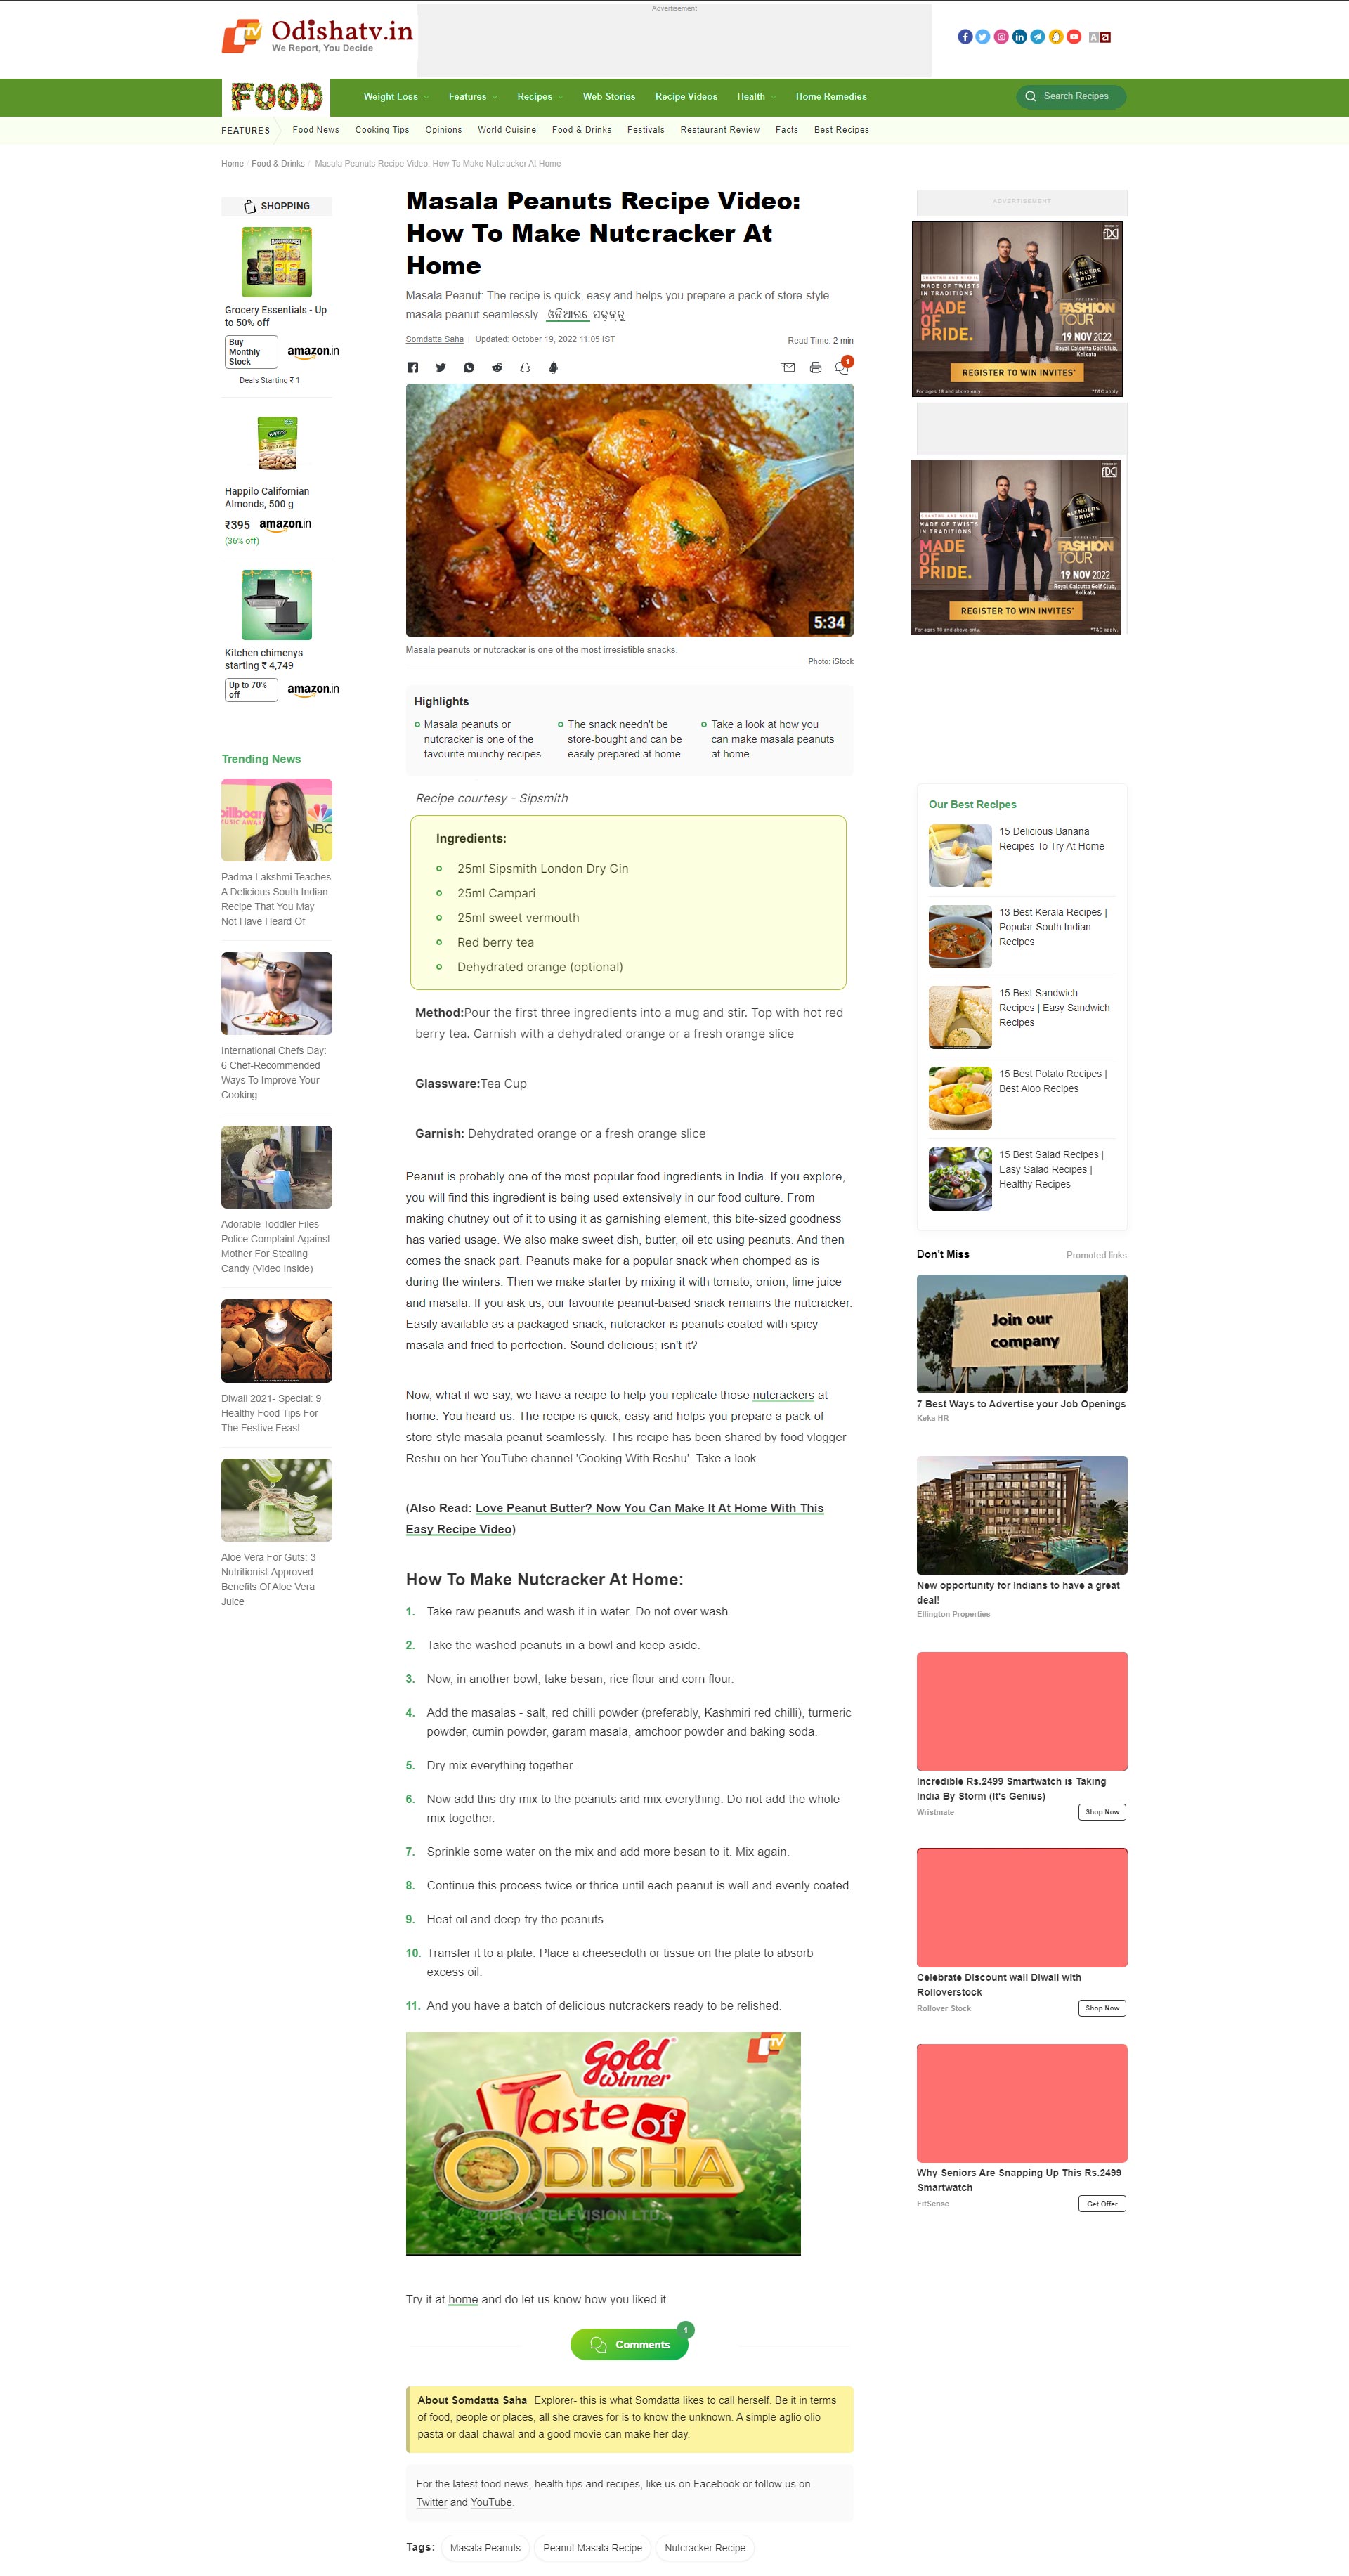 Advertisement
Odishatv.in
We Report, You Decide
FOOD
Weight Loss
Features
Recipes
Web Stories
Recipe Videos
Health
Home Remedies
Search Recipes
FEATURES
Food News
Cooking Tips
Opinions
World Cuisine
Food & Drinks
Festivals
Restaurant Review
Facts
Best Recipes
Home / Food & Drinks / Masala Peanuts Recipe Video: How To Make Nutcracker At Home
SHOPPING
Grocery Essentials - Up
to 50% off
Buy
Monthly
Stock
amazon.in
Deals Starting ₹ 1
Happilo Californian
Almonds, 500 g
₹395 amazon.in
(36% off)
Kitchen chimenys
starting ₹ 4,749
Up to 70%
off
amazon.in
Trending News
Padma Lakshmi Teaches
A Delicious South Indian
Recipe That You May
Not Have Heard Of
International Chefs Day:
6 Chef-Recommended
Ways To Improve Your
Cooking
Adorable Toddler Files
Police Complaint Against
Mother For Stealing
Candy (Video Inside)
Diwali 2021- Special: 9
Healthy Food Tips For
The Festive Feast
Aloe Vera For Guts: 3
Nutritionist-Approved
Benefits Of Aloe Vera
Juice
Masala Peanuts Recipe Video:
How To Make Nutcracker At
Home
Masala Peanut: The recipe is quick, easy and helps you prepare a pack of store-style
masala peanut seamlessly. ଓଡ଼ିଆରେ ପଢ଼ନ୍ତୁ
Somdatta Saha | Updated: October 19, 2022 11:05 IST
Read Time: 2 min
1
5:34
Masala peanuts or nutcracker is one of the most irresistible snacks.
Photo: iStock
Highlights
Masala peanuts or
nutcracker is one of the
favourite munchy recipes
The snack needn't be
store-bought and can be
easily prepared at home
Take a look at how you
can make masala peanuts
at home
Recipe courtesy - Sipsmith
Ingredients:
25ml Sipsmith London Dry Gin
25ml Campari
25ml sweet vermouth
Red berry tea
Dehydrated orange (optional)
Method:Pour the first three ingredients into a mug and stir. Top with hot red
berry tea. Garnish with a dehydrated orange or a fresh orange slice
Glassware:Tea Cup
Garnish: Dehydrated orange or a fresh orange slice
Peanut is probably one of the most popular food ingredients in India. If you explore,
you will find this ingredient is being used extensively in our food culture. From
making chutney out of it to using it as garnishing element, this bite-sized goodness
has varied usage. We also make sweet dish, butter, oil etc using peanuts. And then
comes the snack part. Peanuts make for a popular snack when chomped as is
during the winters. Then we make starter by mixing it with tomato, onion, lime juice
and masala. If you ask us, our favourite peanut-based snack remains the nutcracker.
Easily available as a packaged snack, nutcracker is peanuts coated with spicy
masala and fried to perfection. Sound delicious; isn't it?
Now, what if we say, we have a recipe to help you replicate those nutcrackers at
home. You heard us. The recipe is quick, easy and helps you prepare a pack of
store-style masala peanut seamlessly. This recipe has been shared by food vlogger
Reshu on her YouTube channel 'Cooking With Reshu'. Take a look.
(Also Read: Love Peanut Butter? Now You Can Make It At Home With This
Easy Recipe Video)
How To Make Nutcracker At Home:
1. Take raw peanuts and wash it in water. Do not over wash.
2. Take the washed peanuts in a bowl and keep aside.
3. Now, in another bowl, take besan, rice flour and corn flour.
4. Add the masalas - salt, red chilli powder (preferably, Kashmiri red chilli), turmeric
powder, cumin powder, garam masala, amchoor powder and baking soda.
5. Dry mix everything together.
6. Now add this dry mix to the peanuts and mix everything. Do not add the whole
mix together.
7. Sprinkle some water on the mix and add more besan to it. Mix again.
8. Continue this process twice or thrice until each peanut is well and evenly coated.
9. Heat oil and deep-fry the peanuts.
10. Transfer it to a plate. Place a cheesecloth or tissue on the plate to absorb
excess oil.
11. And you have a batch of delicious nutcrackers ready to be relished.
Gold
Winner
Taste of
ODISHA
ODISHA TELEVISION LTD.
Try it at home and do let us know how you liked it.
Comments
1
About Somdatta Saha Explorer- this is what Somdatta likes to call herself. Be it in terms
of food, people or places, all she craves for is to know the unknown. A simple aglio olio
pasta or daal-chawal and a good movie can make her day.
For the latest food news, health tips and recipes, like us on Facebook or follow us on
Twitter and YouTube.
Tags: Masala Peanuts Peanut Masala Recipe Nutcracker Recipe
ADVERTISEMENT
MADE OF TWISTS
IN TRADITIONS
MADE
OF
PRIDE.
BLENDERS
PRIDE
FASHION
TOUR
19 NOV 2022
Royal Calcutta Golf Club,
Kolkata
REGISTER TO WIN INVITES*
For ages 18 and above only.
*T&C apply.
MADE OF TWISTS
IN TRADITIONS
MADE
OF
PRIDE.
BLENDERS
PRIDE
FASHION
TOUR
19 NOV 2022
Royal Calcutta Golf Club,
Kolkata
REGISTER TO WIN INVITES*
For ages 18 and above only.
*T&C apply.
Our Best Recipes
15 Delicious Banana
Recipes To Try At Home
13 Best Kerala Recipes |
Popular South Indian
Recipes
15 Best Sandwich
Recipes | Easy Sandwich
Recipes
15 Best Potato Recipes |
Best Aloo Recipes
15 Best Salad Recipes |
Easy Salad Recipes |
Healthy Recipes
Don't Miss
Promoted links
Join our
company
7 Best Ways to Advertise your Job Openings
Keka HR
New opportunity for Indians to have a great
deal!
Ellington Properties
Incredible Rs.2499 Smartwatch is Taking
India By Storm (It's Genius)
Wristmate
Shop Now
Celebrate Discount wali Diwali with
Rolloverstock
Rollover Stock
Shop Now
Why Seniors Are Snapping Up This Rs.2499
Smartwatch
FitSense
Get Offer